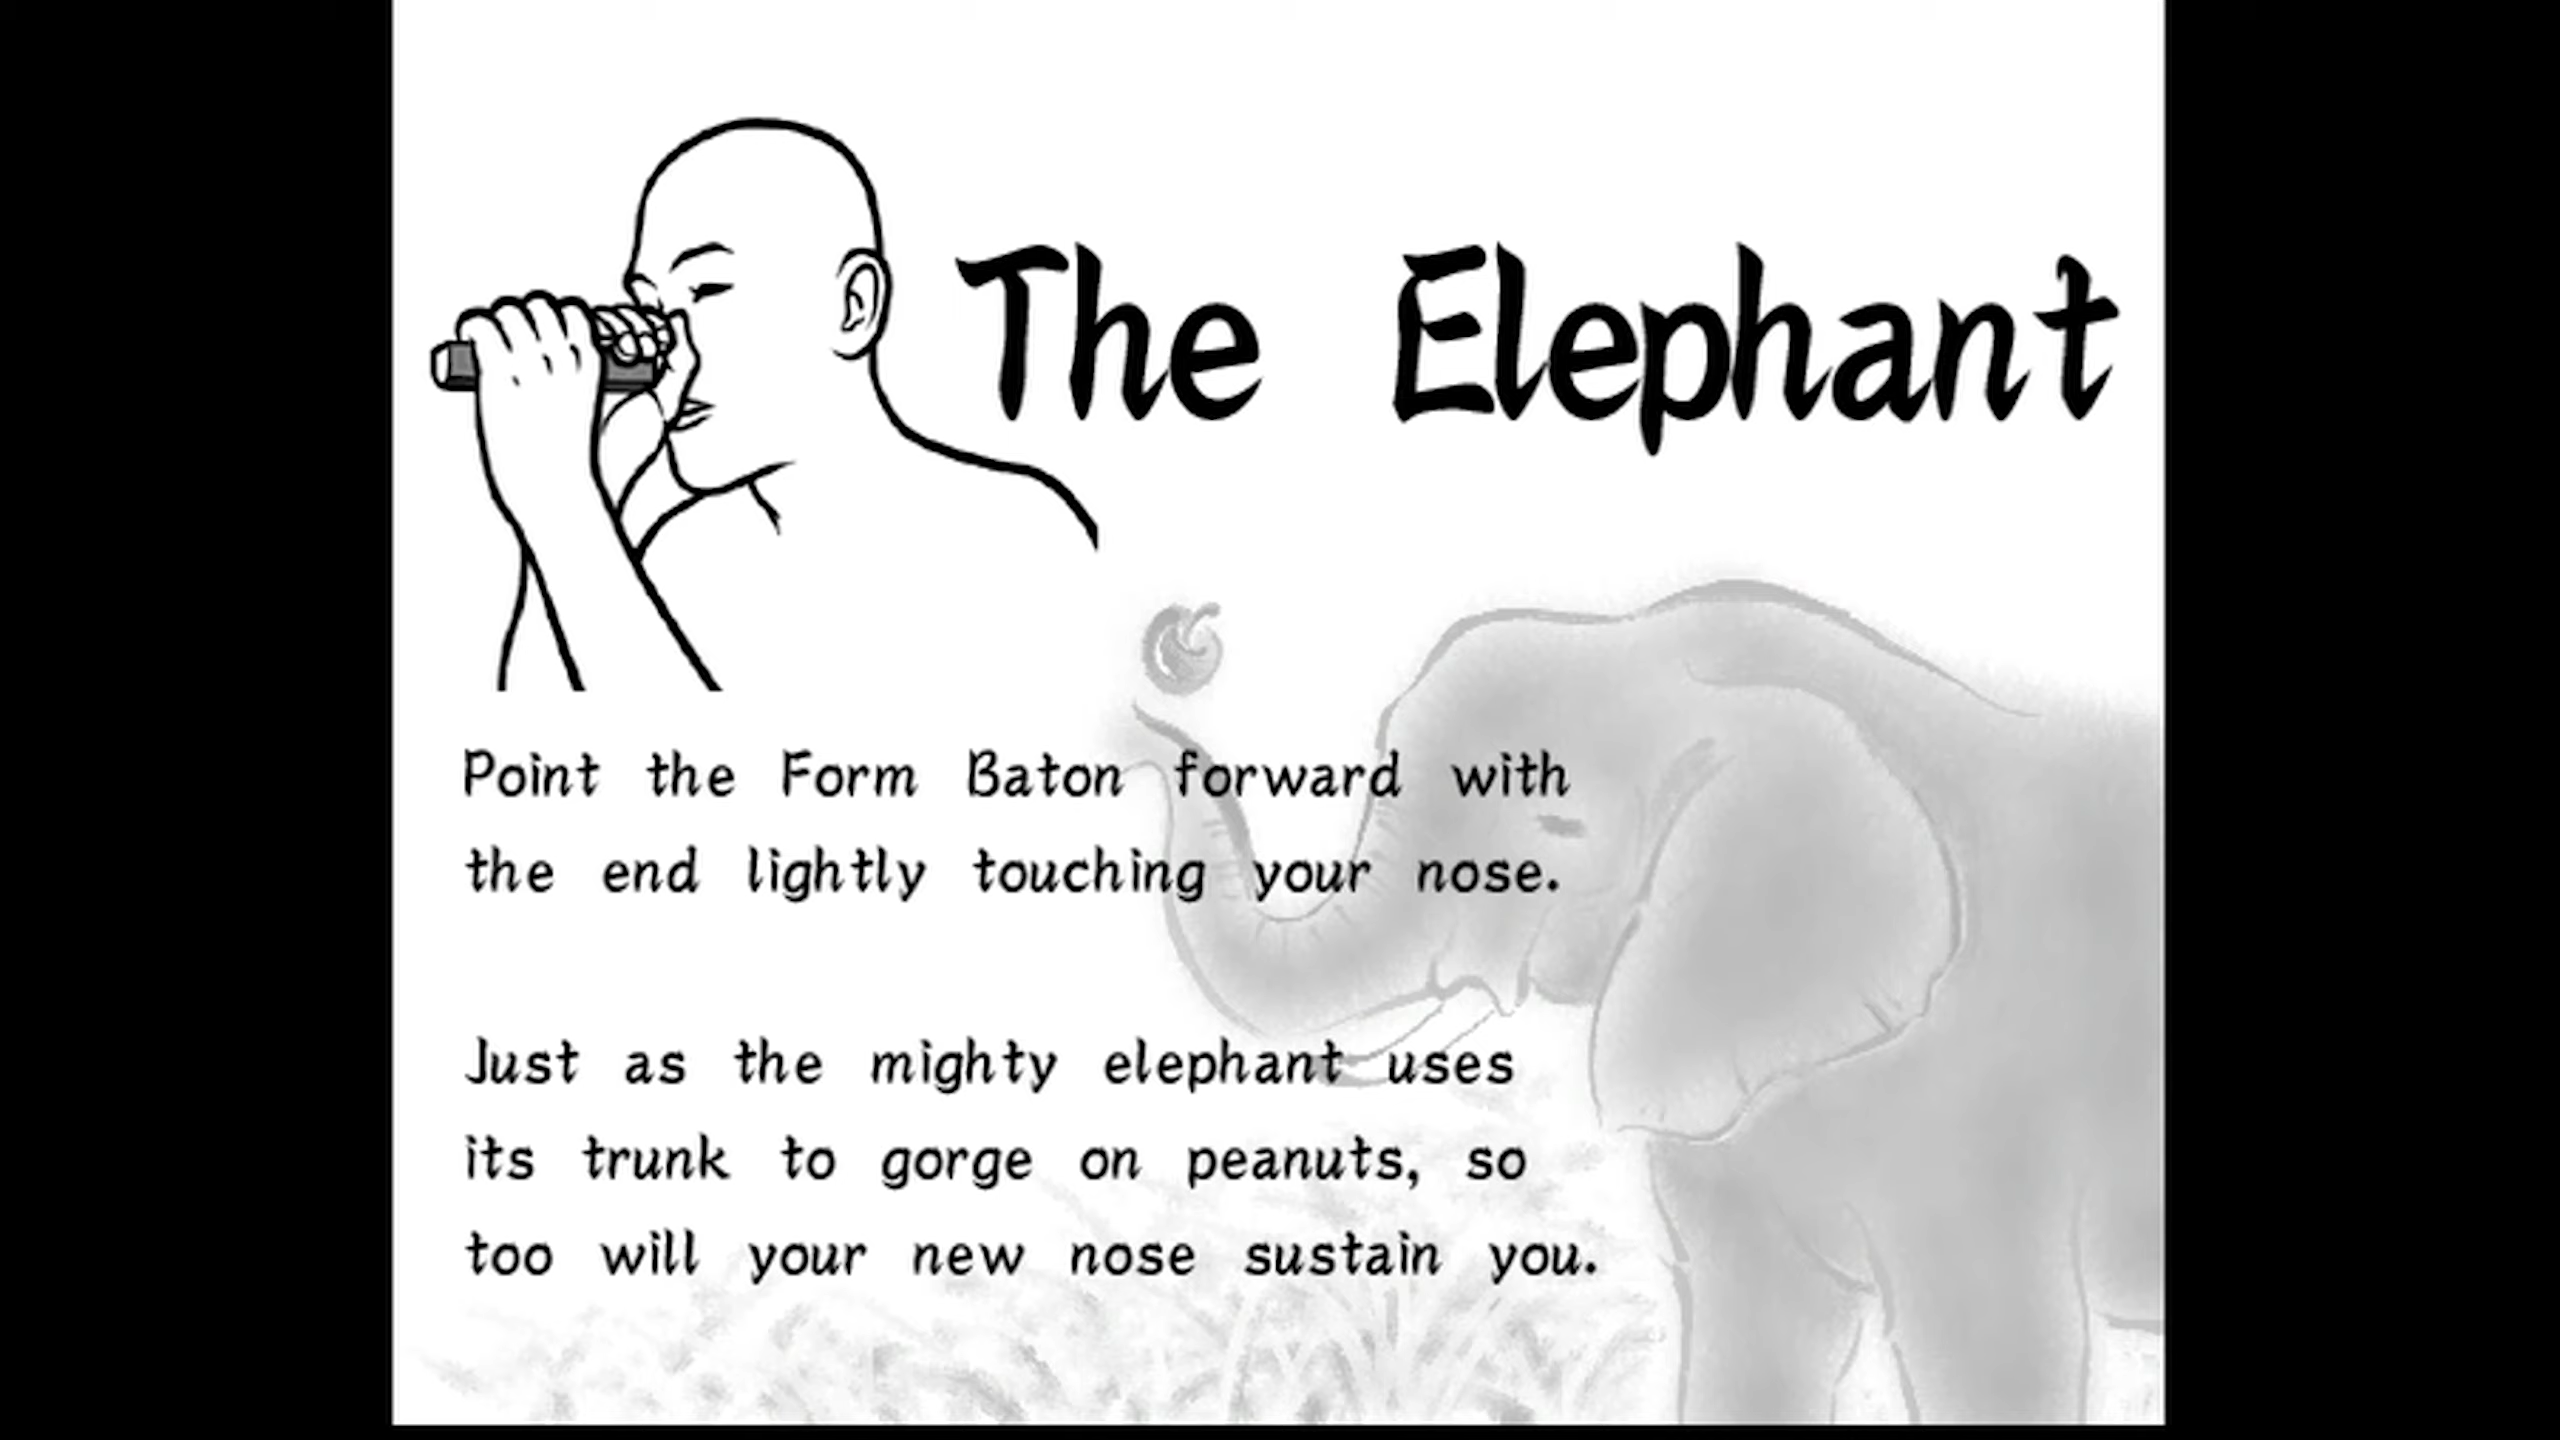 The Elephant
Point the Form Baton forward with
the end lightly touching your nose.
Just as the mighty elephant uses
its trunk to gorge on peanuts, so
too will your new nose sustain you.